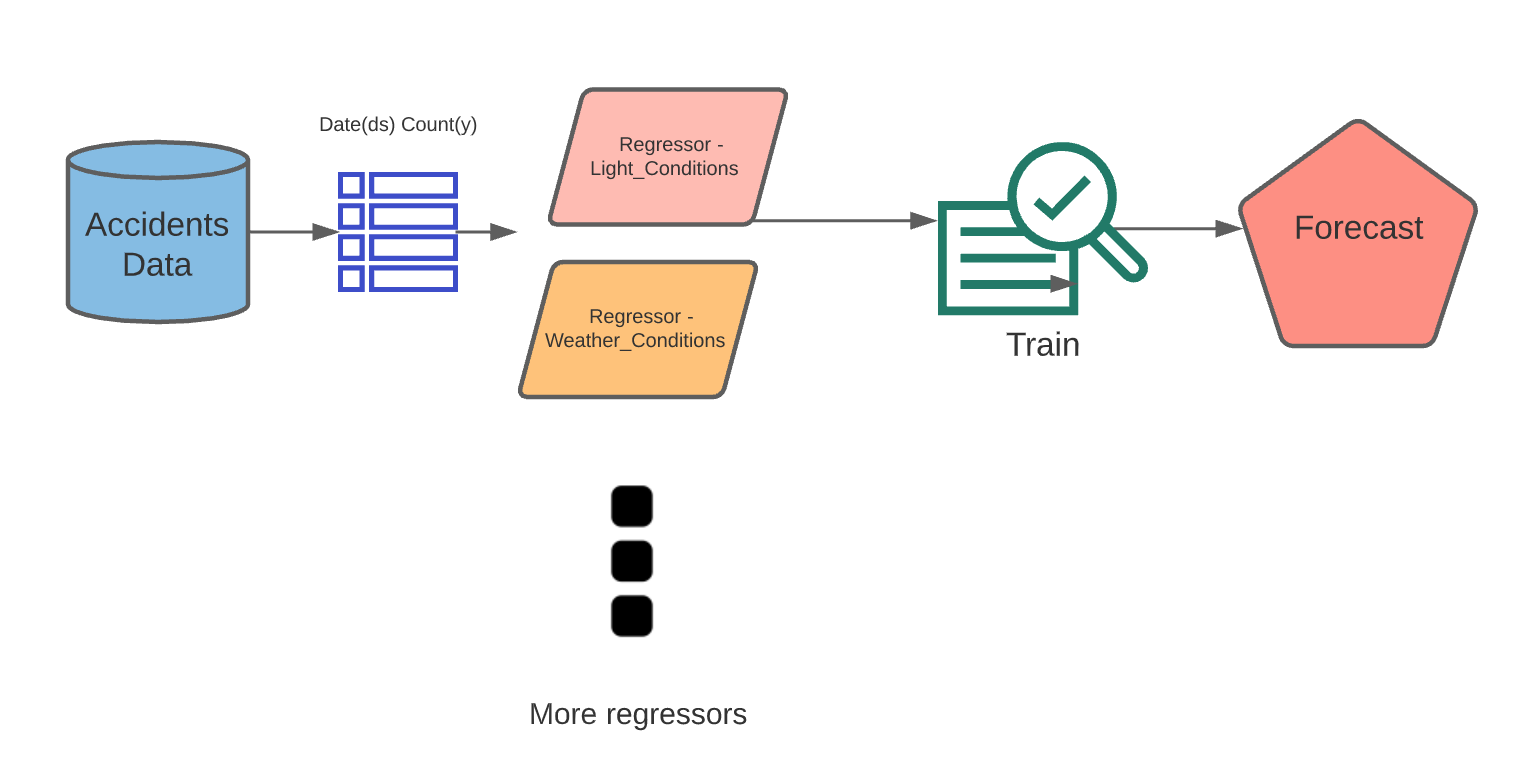 Date(ds) Count(y)
Accidents
Data
Regressor -
Light_Conditions
Regressor -
Weather_Conditions
Train
Forecast
More regressors